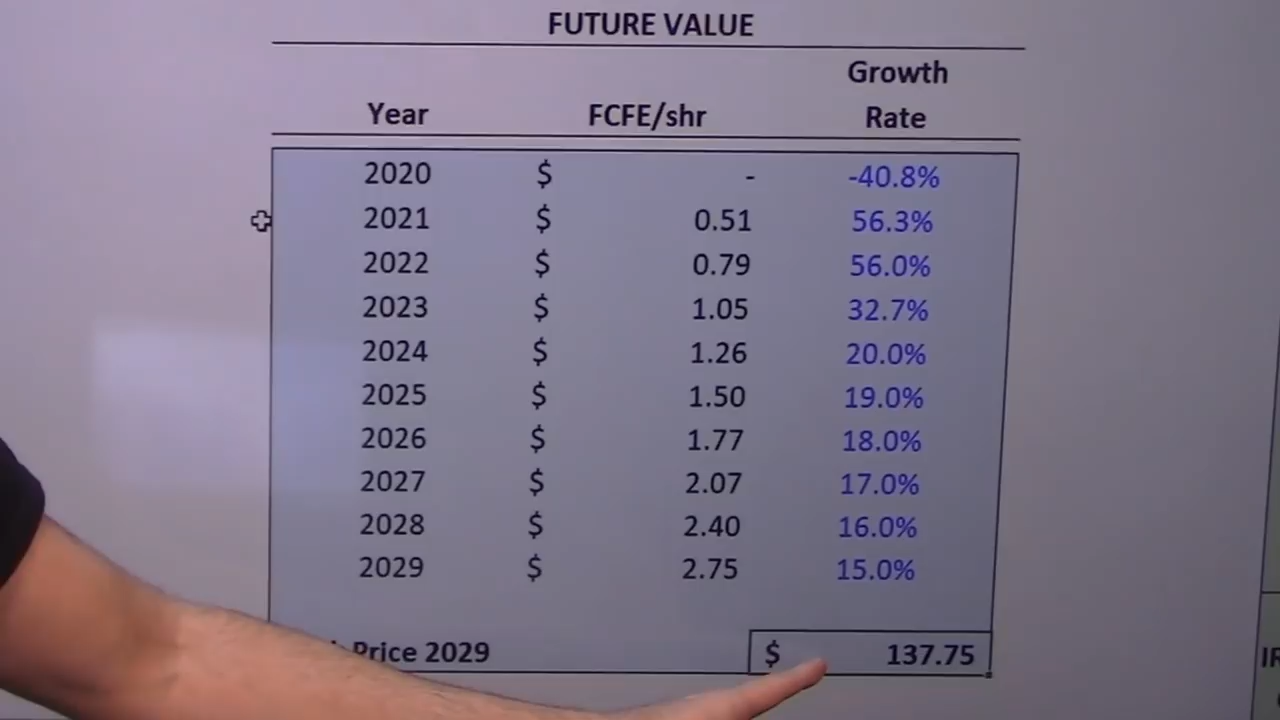 FUTURE VALUE
Growth
Year FCFE/shr Rate
2020 $ - -40.8%
2021 $ 0.51 56.3%
2022 $ 0.79 56.0%
2023 $ 1.05 32.7%
2024 $ 1.26 20.0%
2025 $ 1.50 19.0%
2026 $ 1.77 18.0%
2027 $ 2.07 17.0%
2028 $ 2.40 16.0%
2029 $ 2.75 15.0%
Price 2029 $ 137.75